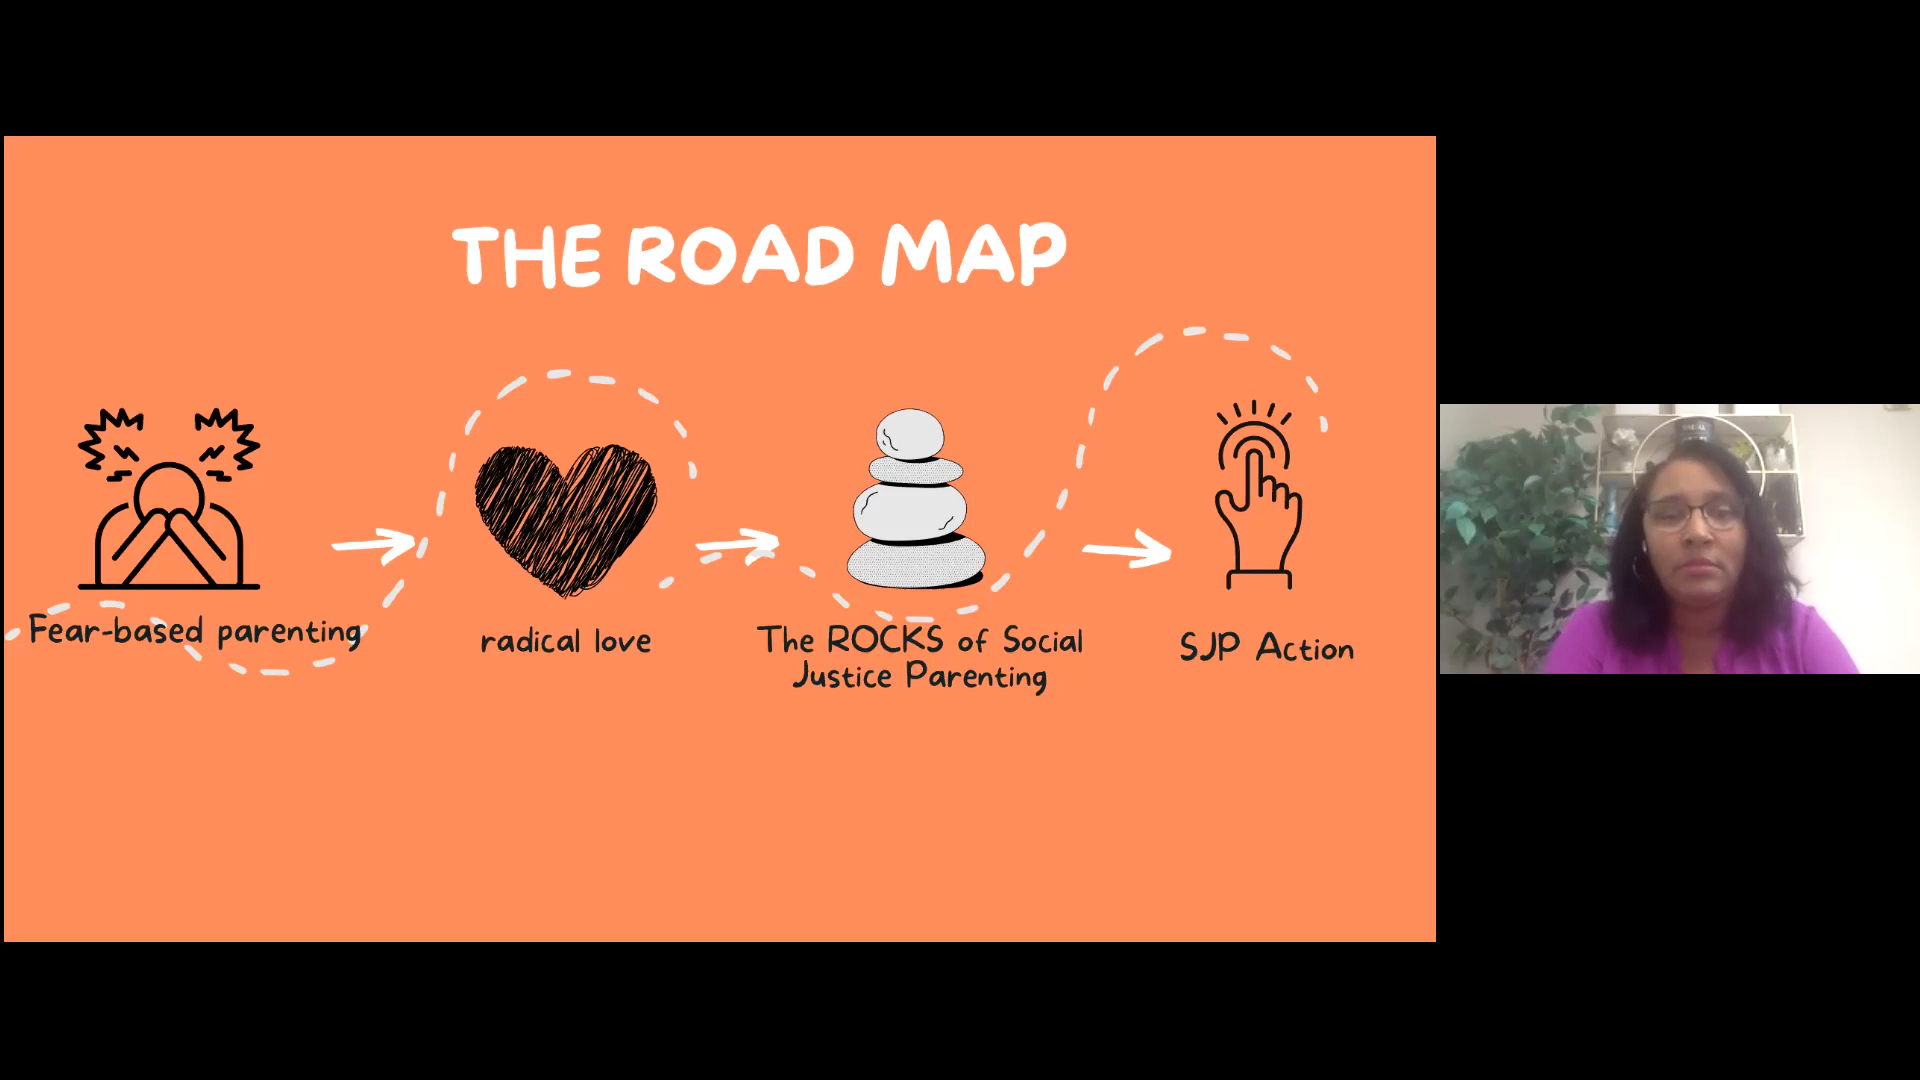 THE ROAD MAP
Fear-based parenting
radical love
The ROCKS of Social
Justice Parenting
SJP Action